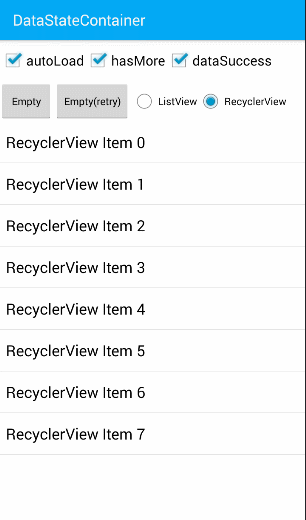 DataStateContainer
autoLoad hasMore dataSuccess
Empty Empty(retry) ListView RecyclerView
RecyclerView Item 0
RecyclerView Item 1
RecyclerView Item 2
RecyclerView Item 3
RecyclerView Item 4
RecyclerView Item 5
RecyclerView Item 6
RecyclerView Item 7